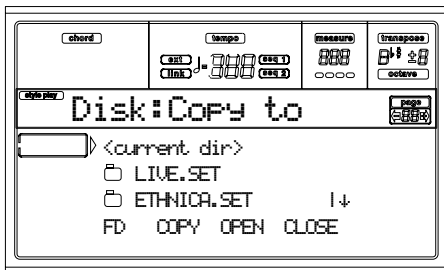 chord tempo measure transpose
ext seq 1
link seq 2
octave
style play Disk:Copy to page
<current dir>
LIVE.SET
ETHNICA.SET
FD COPY OPEN CLOSE